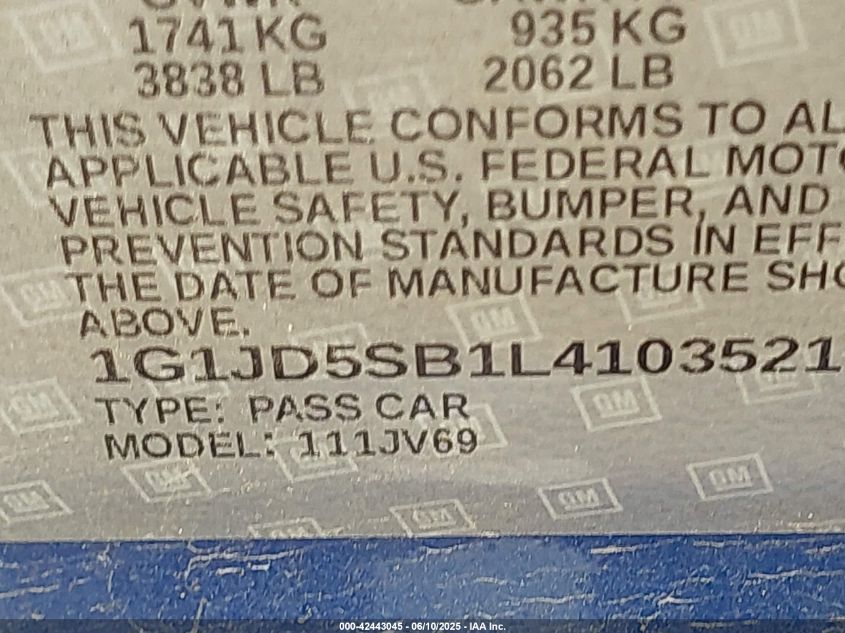 1741 KG 935 KG
3838 LB 2062 LB
THIS VEHICLE CONFORMS TO AL
APPLICABLE U.S. FEDERAL MOTO
VEHICLE SAFETY, BUMPER, AND
PREVENTION STANDARDS IN EFF
THE DATE OF MANUFACTURE SHO
ABOVE.
1G1JD5SB1L4103521
TYPE: PASS CAR
MODEL: 111JV69
000-42443045 - 06/10/2025 - IAA Inc.